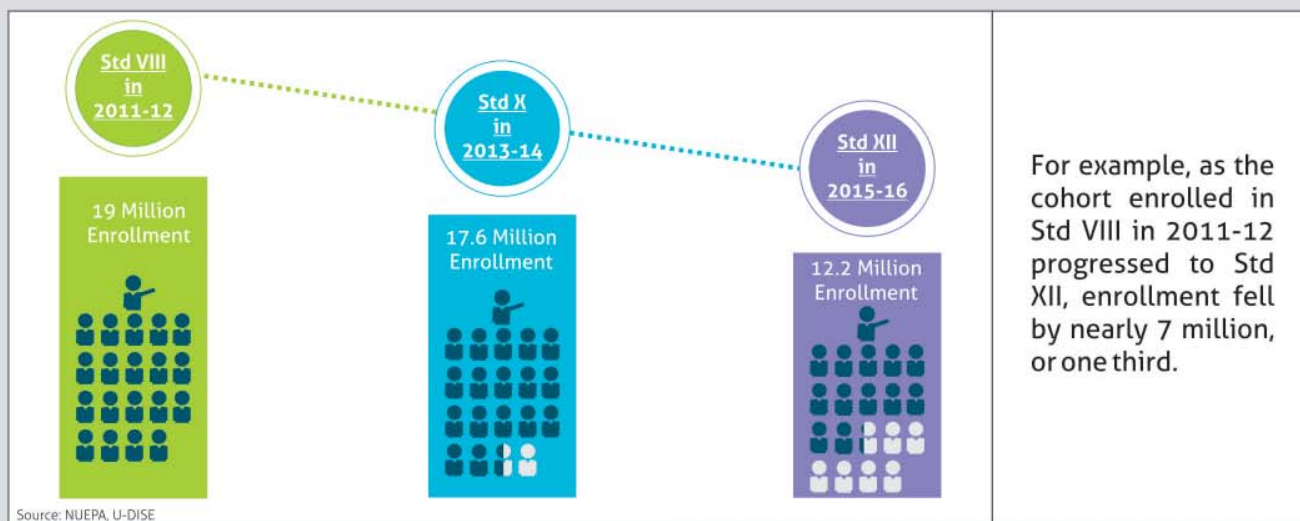 Std VIII
in
2011-12
Std X
in
2013-14
Std XII
in
2015-16
19 Million
Enrollment
17.6 Million
Enrollment
12.2 Million
Enrollment
For example, as the
cohort enrolled in
Std VIII in 2011-12
progressed to Std
XII, enrollment fell
by nearly 7 million,
or one third.
Source: NUEPA, U-DISE